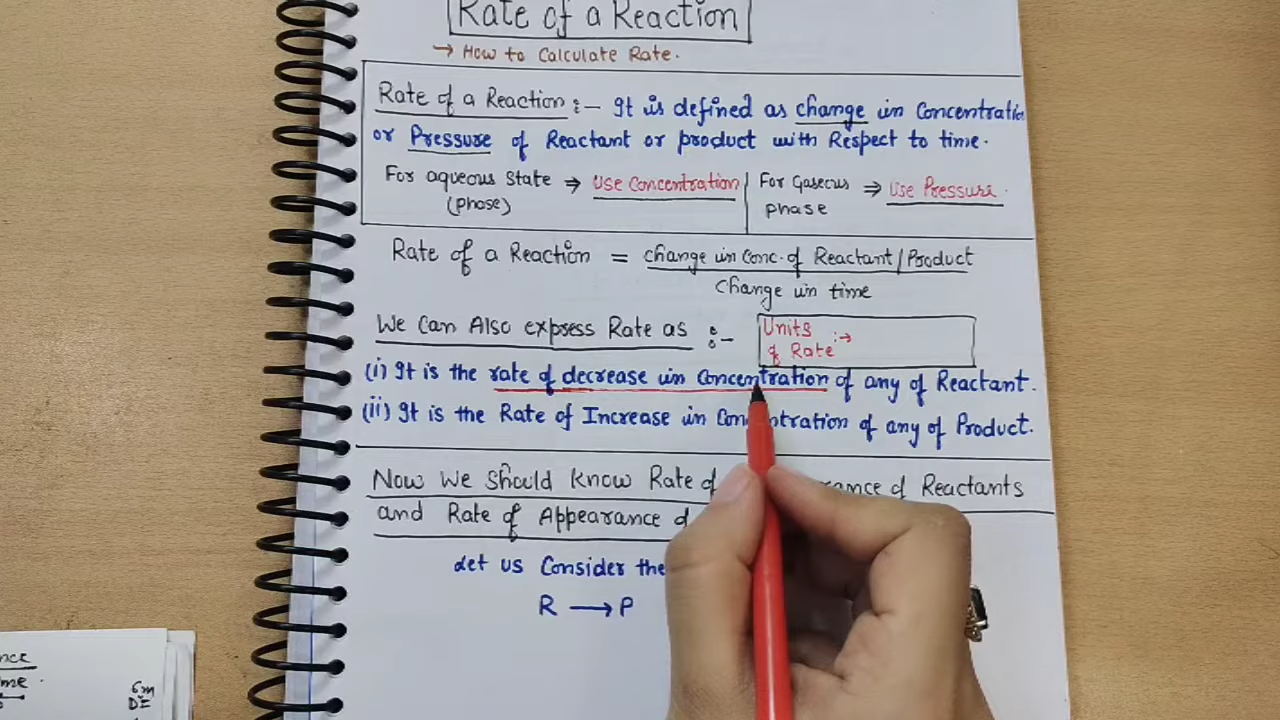 Rate of a Reaction
→ How to Calculate Rate.
Rate of a Reaction :- It is defined as change in Concentration
or Pressure of Reactant or product with Respect to time.
For aqueous State ⇒ Use Concentration
(phase)
For Gaseous ⇒ Use Pressure.
phase
Rate of a Reaction = change in Conc. of Reactant/Product
Change in time
We Can Also express Rate as :-
Units
of Rate :→
(i) It is the rate of decrease in Concentration of any of Reactant.
(ii) It is the Rate of Increase in Concentration of any of Product.
Now We Should Know Rate of of Reactants
and Rate of Appearance
Let us Consider the
R → P